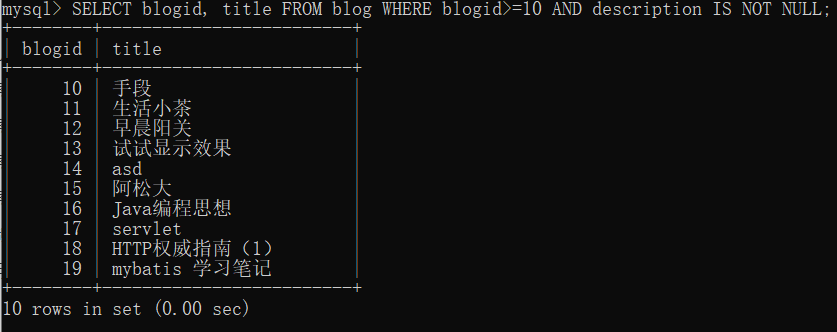 mysql> SELECT blogid, title FROM blog WHERE blogid>=10 AND description IS NOT NULL;
+--------+--------------------------+
| blogid | title                    |
+--------+--------------------------+
|     10 | 手段                     |
|     11 | 生活小茶                 |
|     12 | 早晨阳关                 |
|     13 | 试试显示效果             |
|     14 | asd                      |
|     15 | 阿松大                   |
|     16 | Java编程思想             |
|     17 | servlet                  |
|     18 | HTTP权威指南（1）        |
|     19 | mybatis 学习笔记         |
+--------+--------------------------+
10 rows in set (0.00 sec)